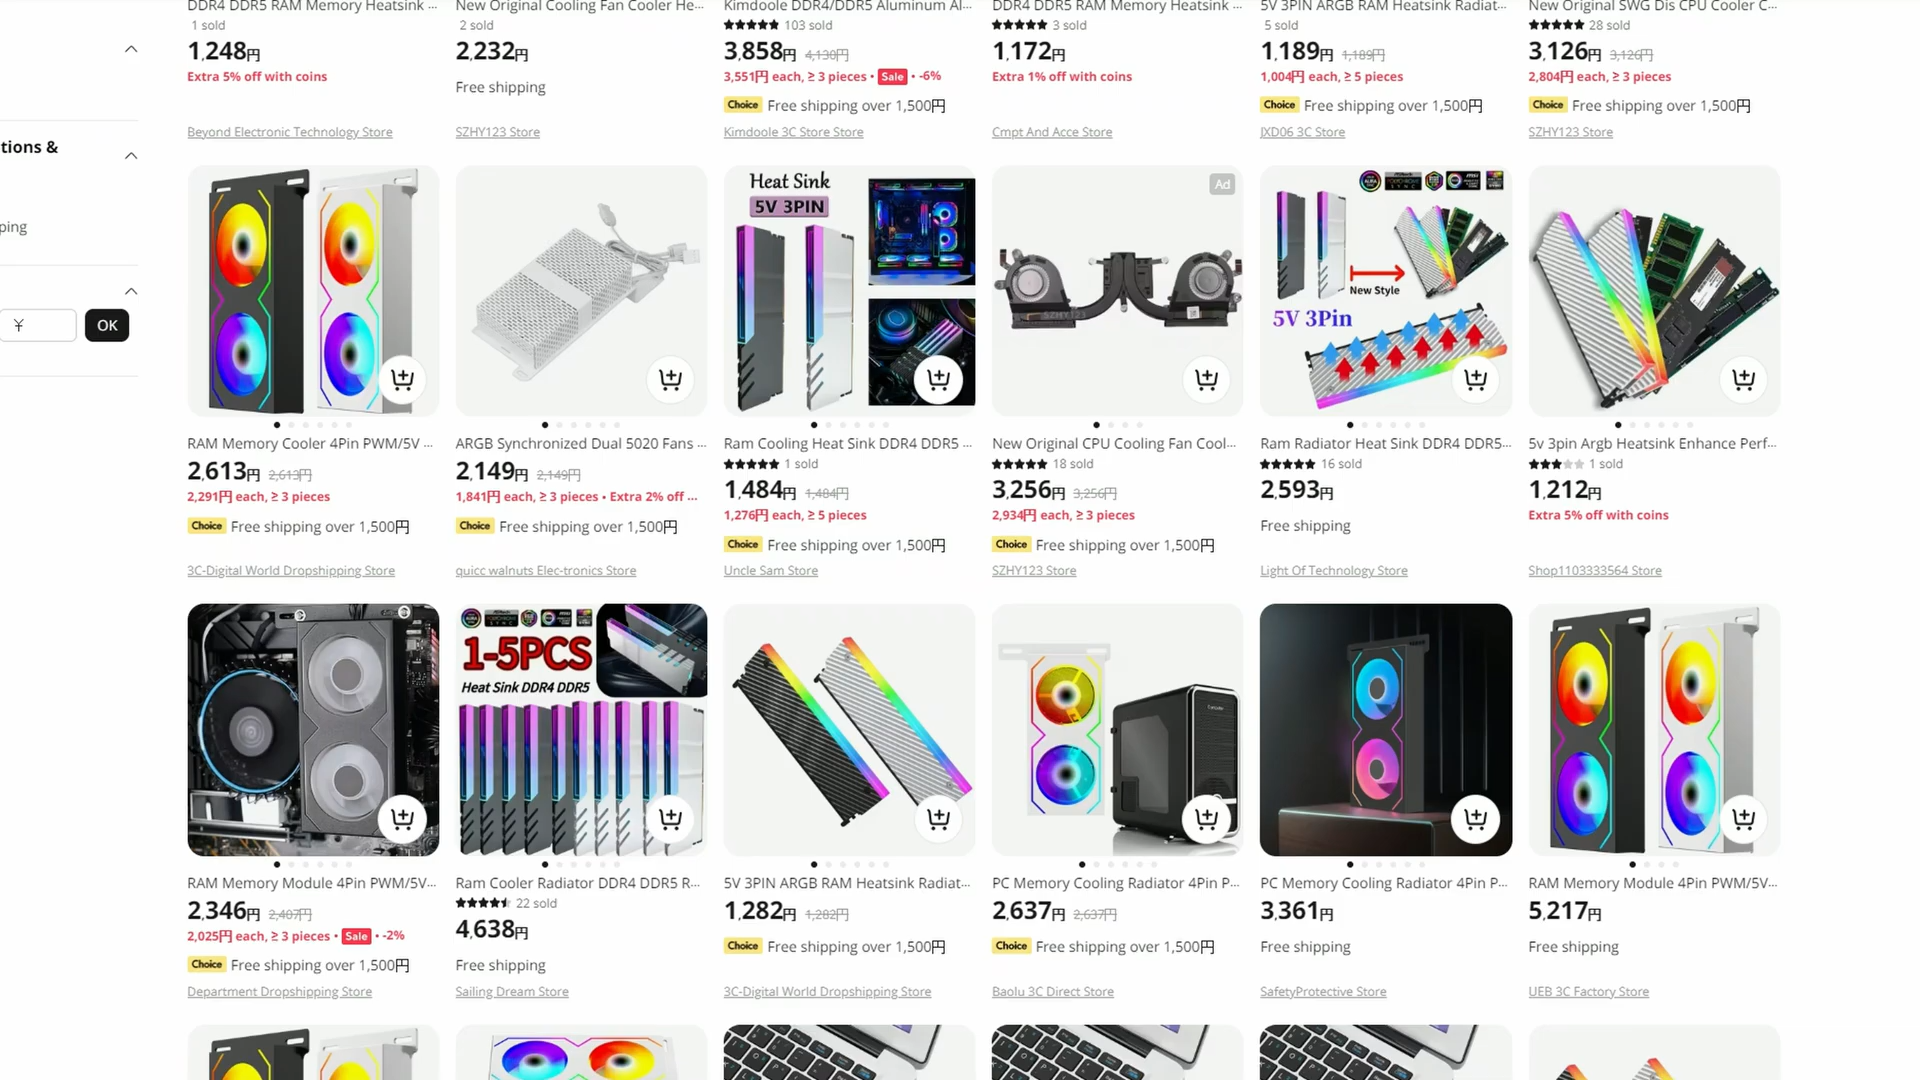 DDR4 DDR5 RAM Memory Heatsink ...
1 sold
1,248円
Extra 5% off with coins
Beyond Electronic Technology Store
New Original Cooling Fan Cooler He...
2 sold
2,232円
Free shipping
SZHY123 Store
Kimdoole DDR4/DDR5 Aluminum Al...
103 sold
3,858円 4,130円
3,551円 each, ≥ 3 pieces • Sale • -6%
Choice Free shipping over 1,500円
Kimdoole 3C Store Store
DDR4 DDR5 RAM Memory Heatsink ...
3 sold
1,172円
Extra 1% off with coins
Cmpt And Acce Store
5V 3PIN ARGB RAM Heatsink Radiat...
5 sold
1,189円 1,189円
1,004円 each, ≥ 5 pieces
Choice Free shipping over 1,500円
JXD06 3C Store
New Original SWG Dis CPU Cooler C...
28 sold
3,126円 3,126円
2,804円 each, ≥ 3 pieces
Choice Free shipping over 1,500円
SZHY123 Store
tions &
ping
¥
OK
RAM Memory Cooler 4Pin PWM/5V ...
2,613円 2,613円
2,291円 each, ≥ 3 pieces
Choice Free shipping over 1,500円
3C-Digital World Dropshipping Store
ARGB Synchronized Dual 5020 Fans ...
2,149円 2,149円
1,841円 each, ≥ 3 pieces • Extra 2% off ...
Choice Free shipping over 1,500円
quicc walnuts Elec-tronics Store
Heat Sink
5V 3PIN
Ram Cooling Heat Sink DDR4 DDR5 ...
1 sold
1,484円 1,484円
1,276円 each, ≥ 5 pieces
Choice Free shipping over 1,500円
Uncle Sam Store
Ad
SZHY123
New Original CPU Cooling Fan Cool...
18 sold
3,256円 3,256円
2,934円 each, ≥ 3 pieces
Choice Free shipping over 1,500円
SZHY123 Store
New Style
5V 3Pin
Ram Radiator Heat Sink DDR4 DDR5...
16 sold
2,593円
Free shipping
Light Of Technology Store
5v 3pin Argb Heatsink Enhance Perf...
1 sold
1,212円
Extra 5% off with coins
Shop1103333564 Store
RAM Memory Module 4Pin PWM/5V...
2,346円 2,407円
2,025円 each, ≥ 3 pieces • Sale • -2%
Choice Free shipping over 1,500円
Department Dropshipping Store
1-5PCS
Heat Sink DDR4 DDR5
Ram Cooler Radiator DDR4 DDR5 R...
22 sold
4,638円
Free shipping
Sailing Dream Store
5V 3PIN ARGB RAM Heatsink Radiat...
1,282円 1,282円
Choice Free shipping over 1,500円
3C-Digital World Dropshipping Store
PC Memory Cooling Radiator 4Pin P...
2,637円 2,637円
Choice Free shipping over 1,500円
Baolu 3C Direct Store
PC Memory Cooling Radiator 4Pin P...
3,361円
Free shipping
SafetyProtective Store
RAM Memory Module 4Pin PWM/5V...
5,217円
Free shipping
UEB 3C Factory Store